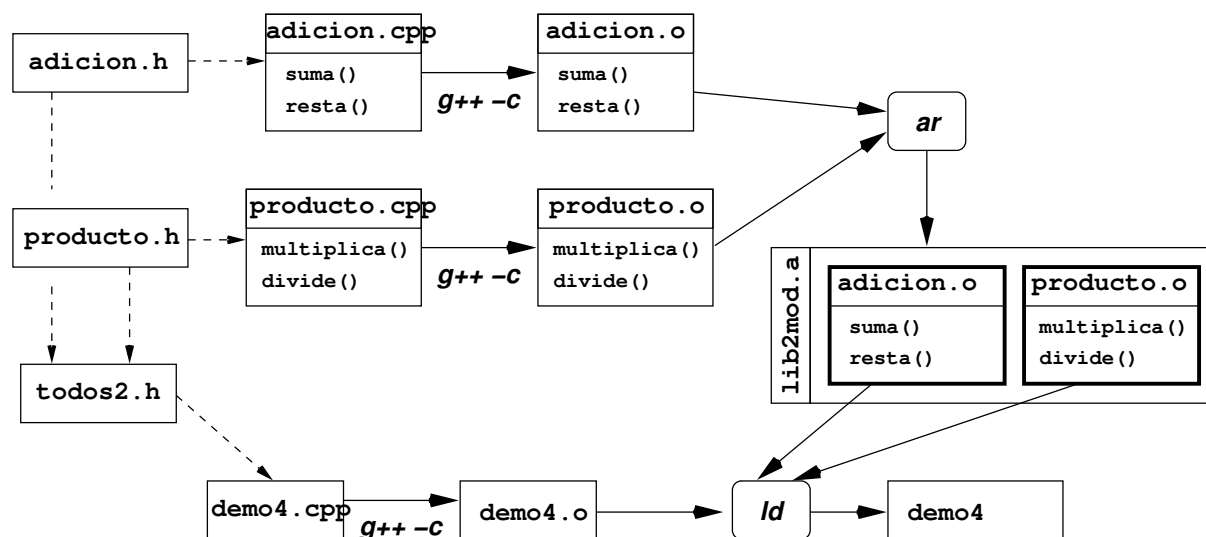 adicion.h
adicion.cpp
suma()
resta()
g++ −c
adicion.o
suma()
resta()
ar
producto.h
producto.cpp
multiplica()
divide()
g++ −c
producto.o
multiplica()
divide()
lib2mod.a
adicion.o
suma()
resta()
producto.o
multiplica()
divide()
todos2.h
demo4.cpp
g++ −c
demo4.o
ld
demo4